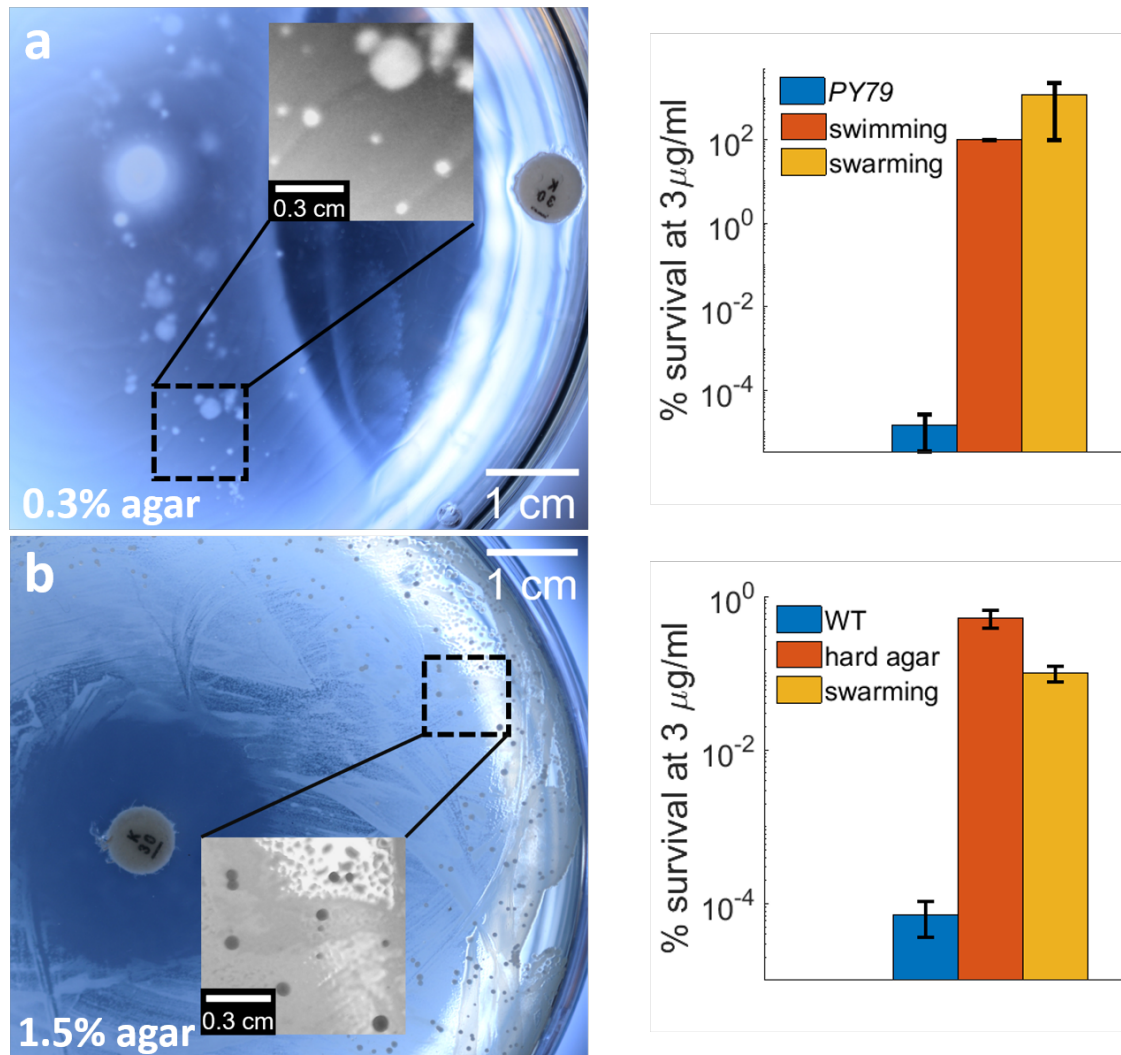 a
0.3 cm
30
K
0.3% agar
1 cm
% survival at 3µg/ml
PY79
swimming
swarming
10^2
10^0
10^-2
10^-4
b
1 cm
K
30
0.3 cm
1.5% agar
% survival at 3 µg/ml
WT
hard agar
swarming
10^0
10^-2
10^-4